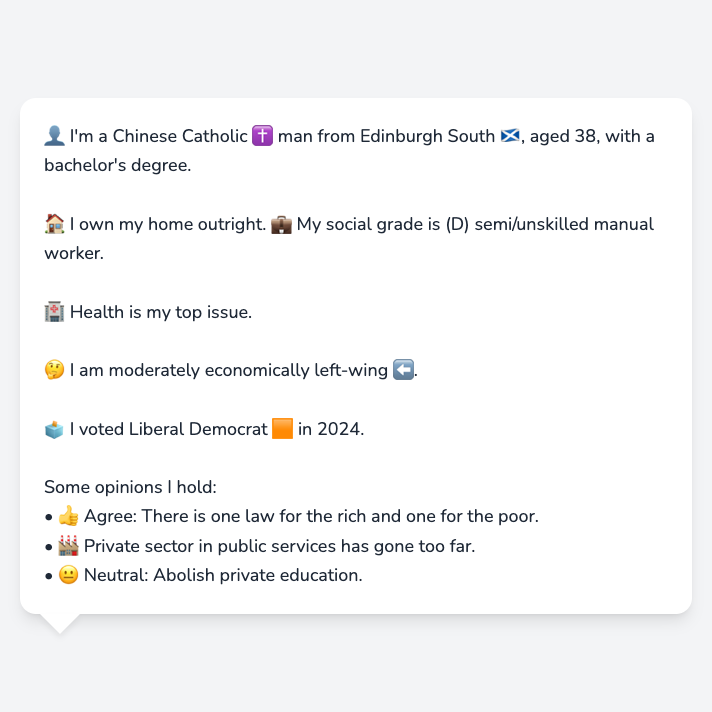 👤 I'm a Chinese Catholic ✝️ man from Edinburgh South 🏴󠁧󠁢󠁳󠁣󠁴󠁿, aged 38, with a
bachelor's degree.
🏠 I own my home outright. 💼 My social grade is (D) semi/unskilled manual
worker.
🏥 Health is my top issue.
🤔 I am moderately economically left-wing ⬅️.
🗳️ I voted Liberal Democrat 🟧 in 2024.
Some opinions I hold:
• 👍 Agree: There is one law for the rich and one for the poor.
• 🏭 Private sector in public services has gone too far.
• 😐 Neutral: Abolish private education.